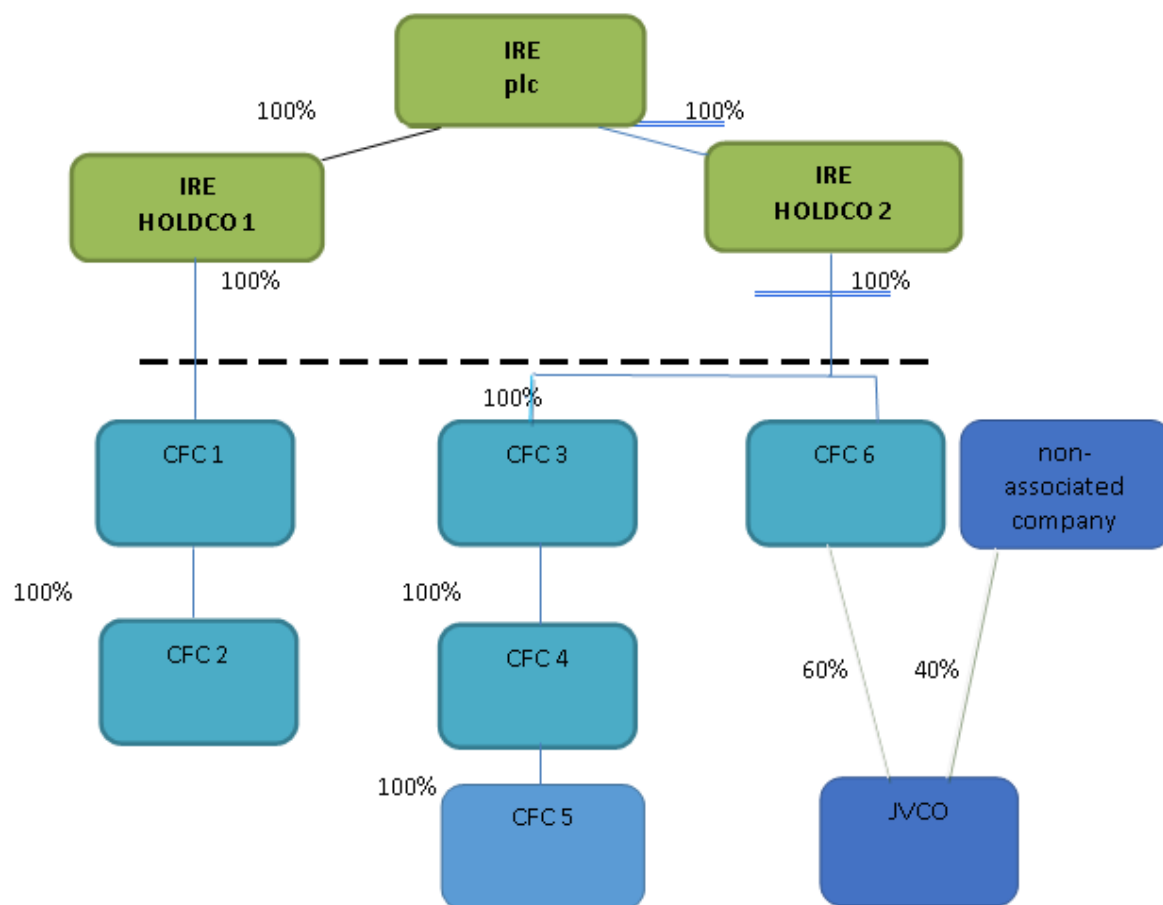 IRE
plc
100%
100%
IRE
HOLDCO 1
IRE
HOLDCO 2
100%
100%
100%
CFC 1
CFC 3
CFC 6
non-
associated
company
100%
100%
CFC 2
CFC 4
60%
40%
100%
CFC 5
JVCO